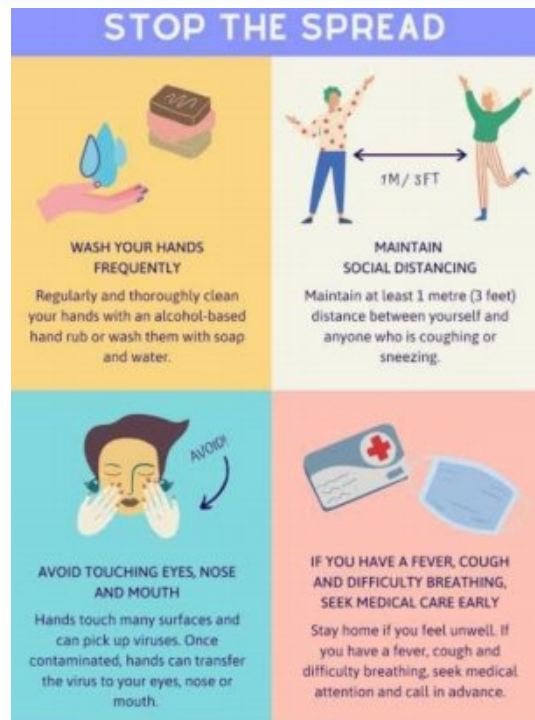 STOP THE SPREAD
WASH YOUR HANDS
FREQUENTLY
Regularly and thoroughly clean
your hands with an alcohol-based
hand rub or wash them with soap
and water.
1M/ 3FT
MAINTAIN
SOCIAL DISTANCING
Maintain at least 1 metre (3 feet)
distance between yourself and
anyone who is coughing or
sneezing.
AVOID!
AVOID TOUCHING EYES, NOSE
AND MOUTH
Hands touch many surfaces and
can pick up viruses. Once
contaminated, hands can transfer
the virus to your eyes, nose or
mouth.
IF YOU HAVE A FEVER, COUGH
AND DIFFICULTY BREATHING,
SEEK MEDICAL CARE EARLY
Stay home if you feel unwell. If
you have a fever, cough and
difficulty breathing, seek medical
attention and call in advance.